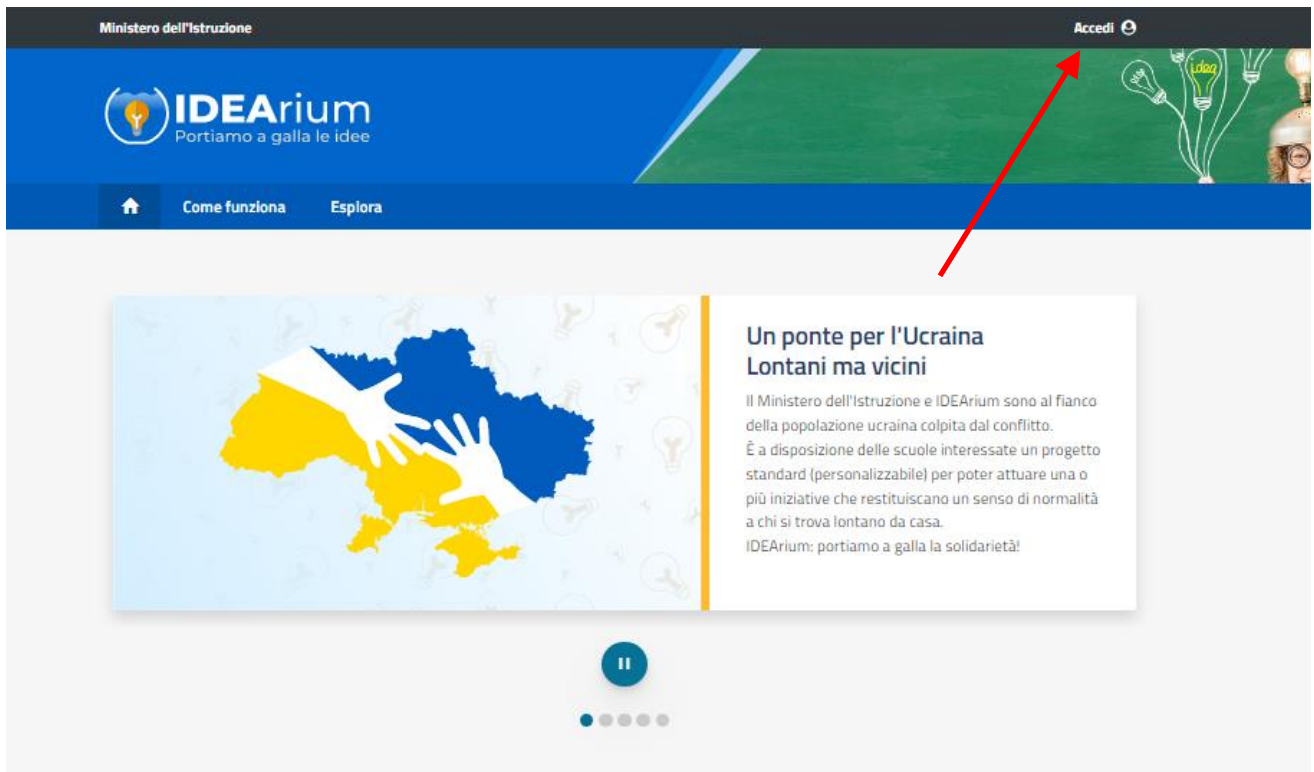 Ministero dell'Istruzione
Accedi
IDEArium
Portiamo a galla le idee
idea
Come funziona
Esplora
Un ponte per l'Ucraina
Lontani ma vicini
Il Ministero dell'Istruzione e IDEArium sono al fianco
della popolazione ucraina colpita dal conflitto.
È a disposizione delle scuole interessate un progetto
standard (personalizzabile) per poter attuare una o
più iniziative che restituiscano un senso di normalità
a chi si trova lontano da casa.
IDEArium: portiamo a galla la solidarietà!